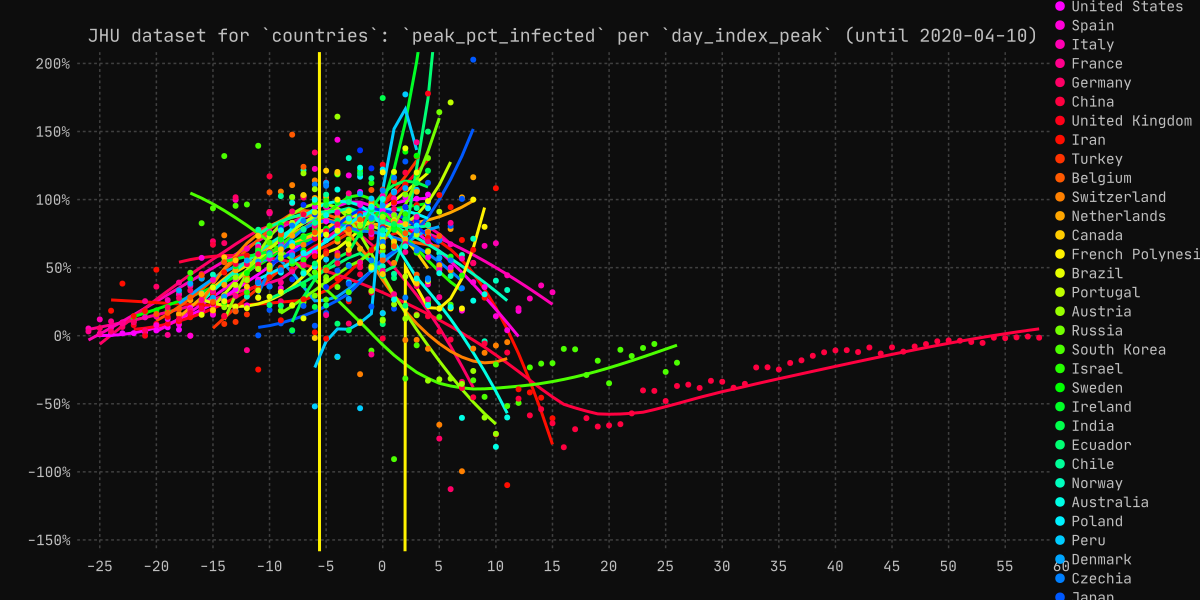 JHU dataset for `countries`: `peak_pct_infected` per `day_index_peak` (until 2020-04-10)
200%
150%
100%
50%
0%
-50%
-100%
-150%
-25 -20 -15 -10 -5 0 5 10 15 20 25 30 35 40 45 50 55 60
United States
Spain
Italy
France
Germany
China
United Kingdom
Iran
Turkey
Belgium
Switzerland
Netherlands
Canada
French Polynesi
Brazil
Portugal
Austria
Russia
South Korea
Israel
Sweden
Ireland
India
Ecuador
Chile
Norway
Australia
Poland
Peru
Denmark
Czechia
Japan